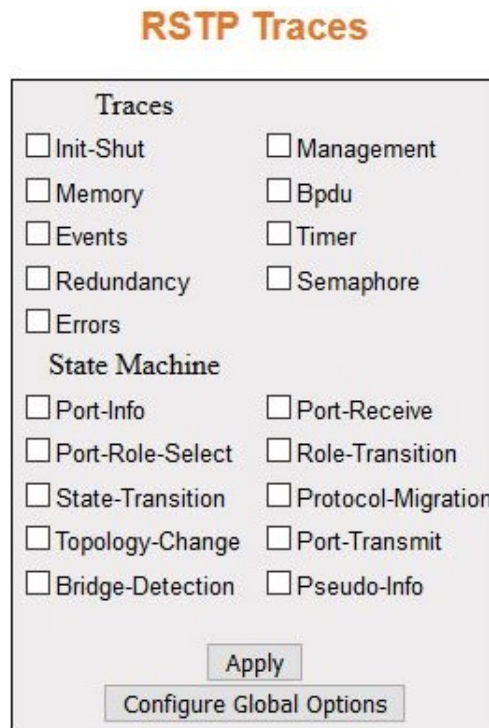 RSTP Traces
Traces
Init-Shut Management
Memory Bpdu
Events Timer
Redundancy Semaphore
Errors
State Machine
Port-Info Port-Receive
Port-Role-Select Role-Transition
State-Transition Protocol-Migration
Topology-Change Port-Transmit
Bridge-Detection Pseudo-Info
Apply
Configure Global Options